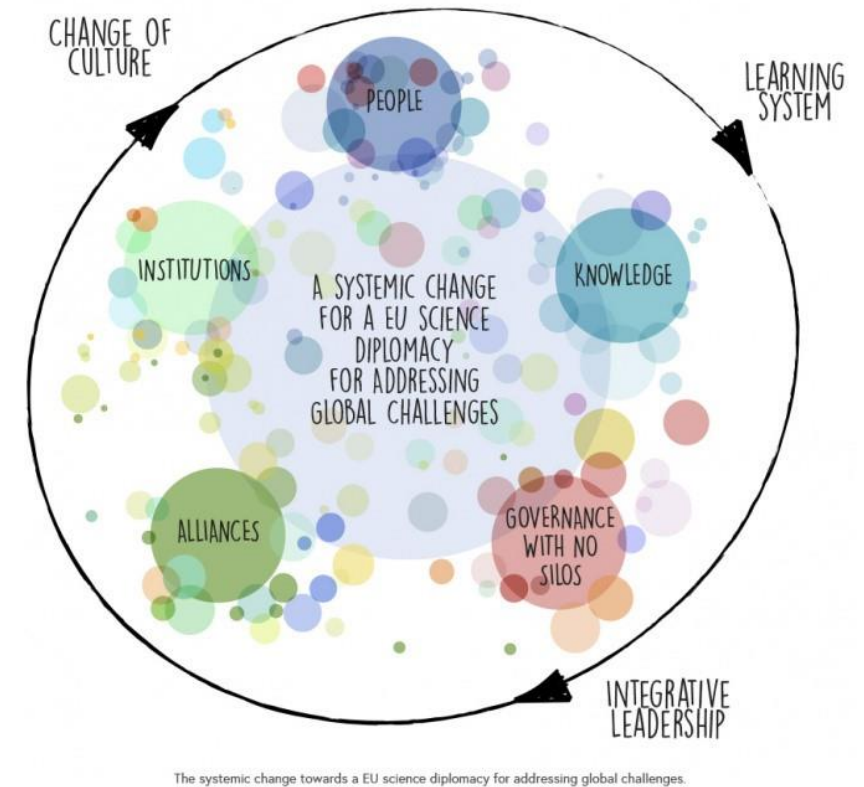 CHANGE OF
CULTURE
LEARNING
SYSTEM
PEOPLE
INSTITUTIONS
KNOWLEDGE
A SYSTEMIC CHANGE
FOR A EU SCIENCE
DIPLOMACY
FOR ADDRESSING
GLOBAL CHALLENGES
ALLIANCES
GOVERNANCE
WITH NO
SILOS
INTEGRATIVE
LEADERSHIP
The systemic change towards a EU science diplomacy for addressing global challenges.